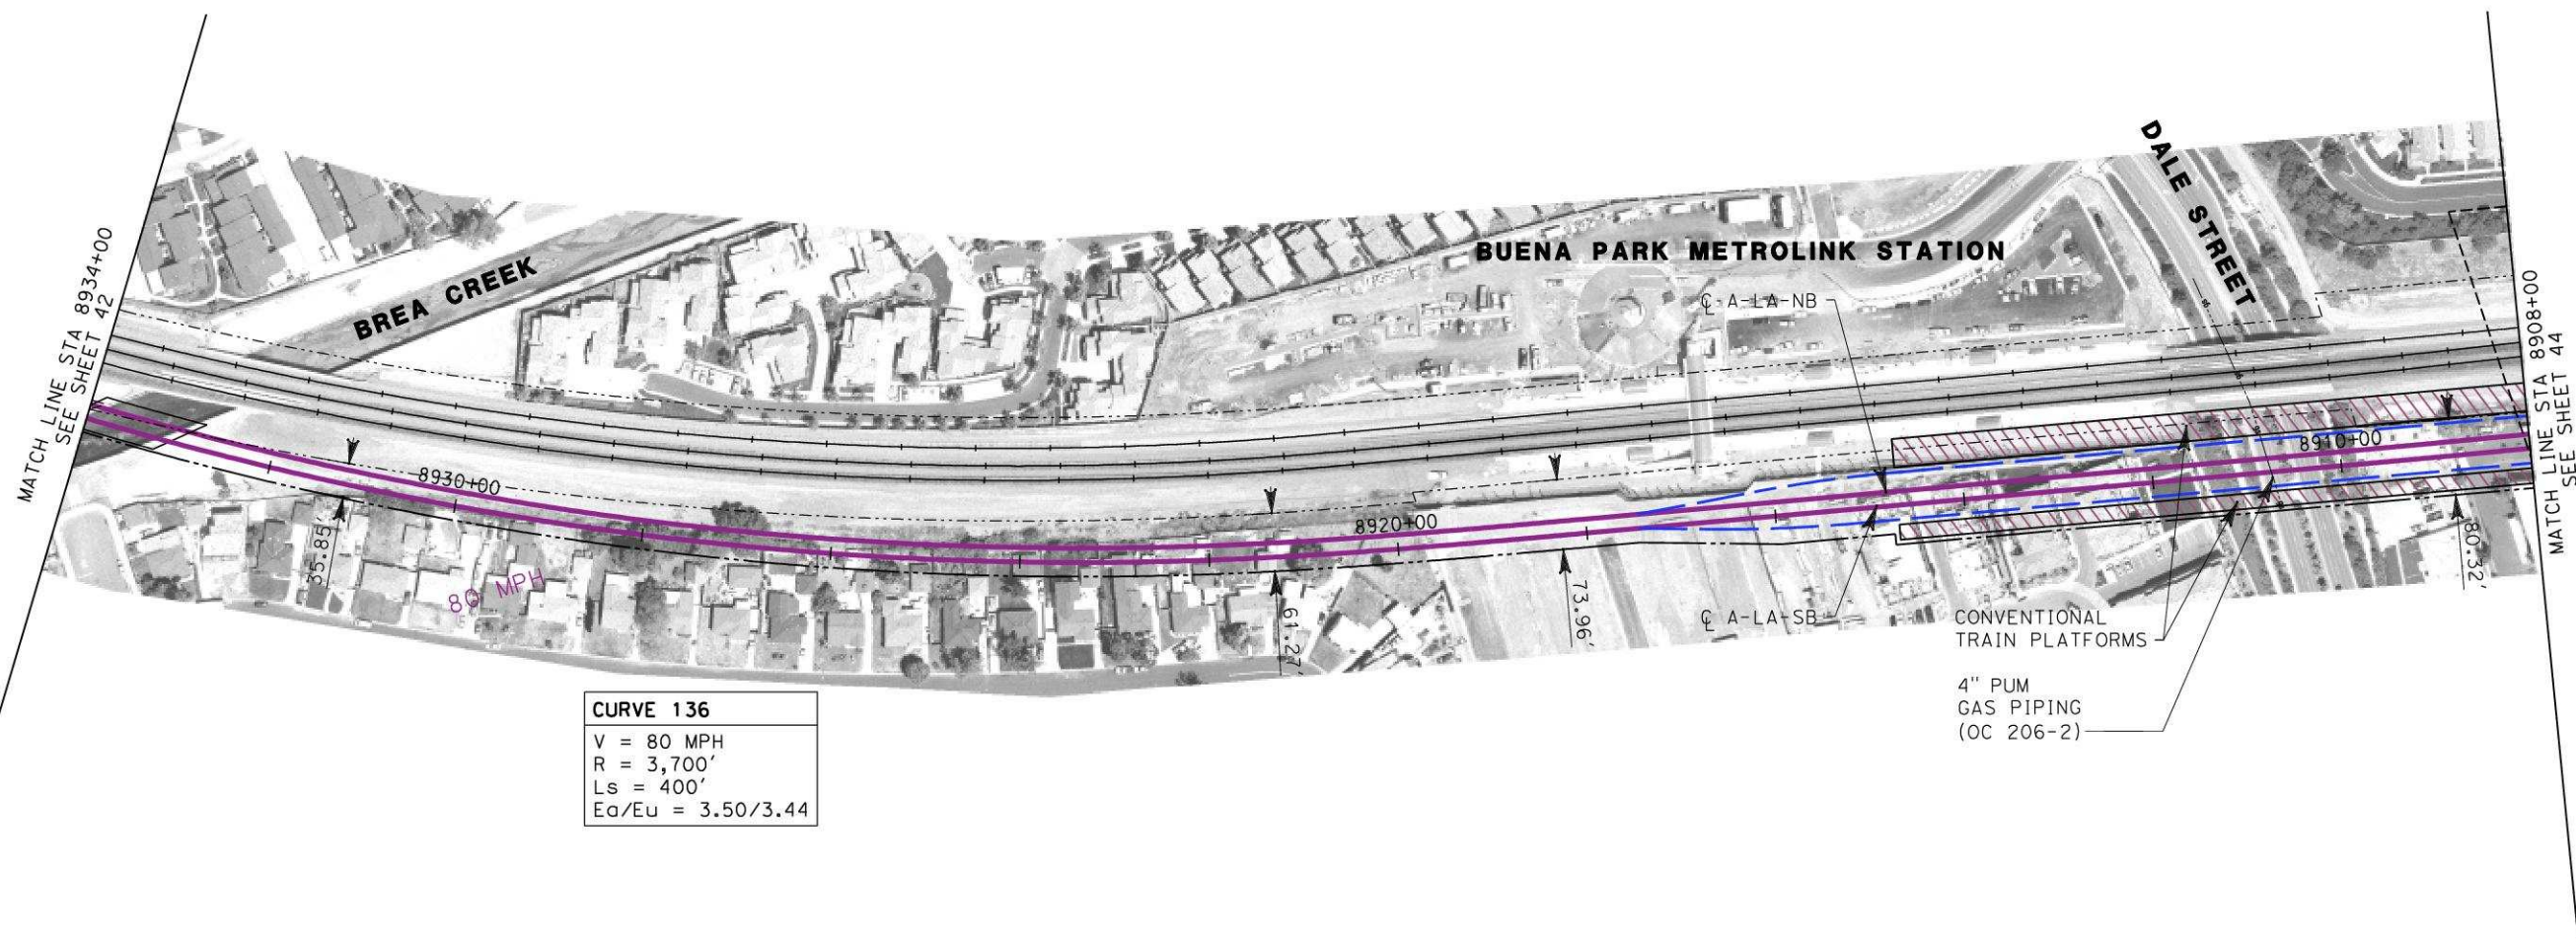 MATCH LINE STA 8934+00
SEE SHEET 42
BREA CREEK
BUENA PARK METROLINK STATION
DALE STREET
℄ A-LA-NB
MATCH LINE STA 8908+00
SEE SHEET 44
8930+00
8920+00
8910+00
35.85'
80 MPH
61.27'
73.96'
80.32'
℄ A-LA-SB
CONVENTIONAL
TRAIN PLATFORMS
4" PUM
GAS PIPING
(OC 206-2)
CURVE 136
V = 80 MPH
R = 3,700'
Ls = 400'
Ea/Eu = 3.50/3.44